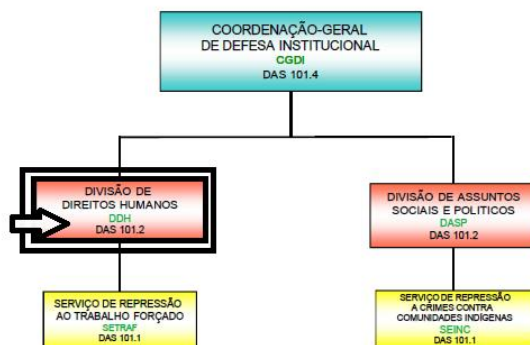 COORDENAÇÃO-GERAL
DE DEFESA INSTITUCIONAL
CGDI
DAS 101.4
DIVISÃO DE
DIREITOS HUMANOS
DDH
DAS 101.2
DIVISÃO DE ASSUNTOS
SOCIAIS E POLITICOS
DASP
DAS 101.2
SERVIÇO DE REPRESSÃO
AO TRABALHO FORÇADO
SETRAF
DAS 101.1
SERVIÇO DE REPRESSÃO
A CRIMES CONTRA
COMUNIDADES INDÍGENAS
SEINC
DAS 101.1